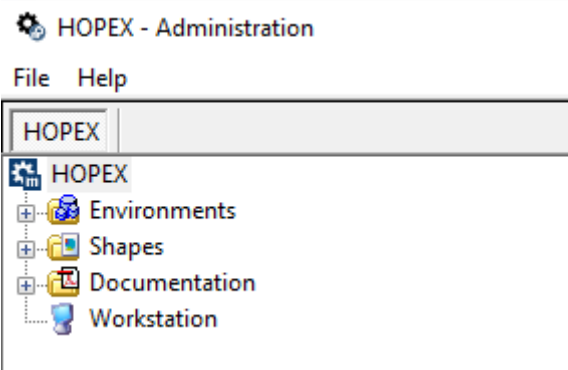 HOPEX - Administration
File Help
HOPEX
HOPEX
Environments
Shapes
Documentation
Workstation